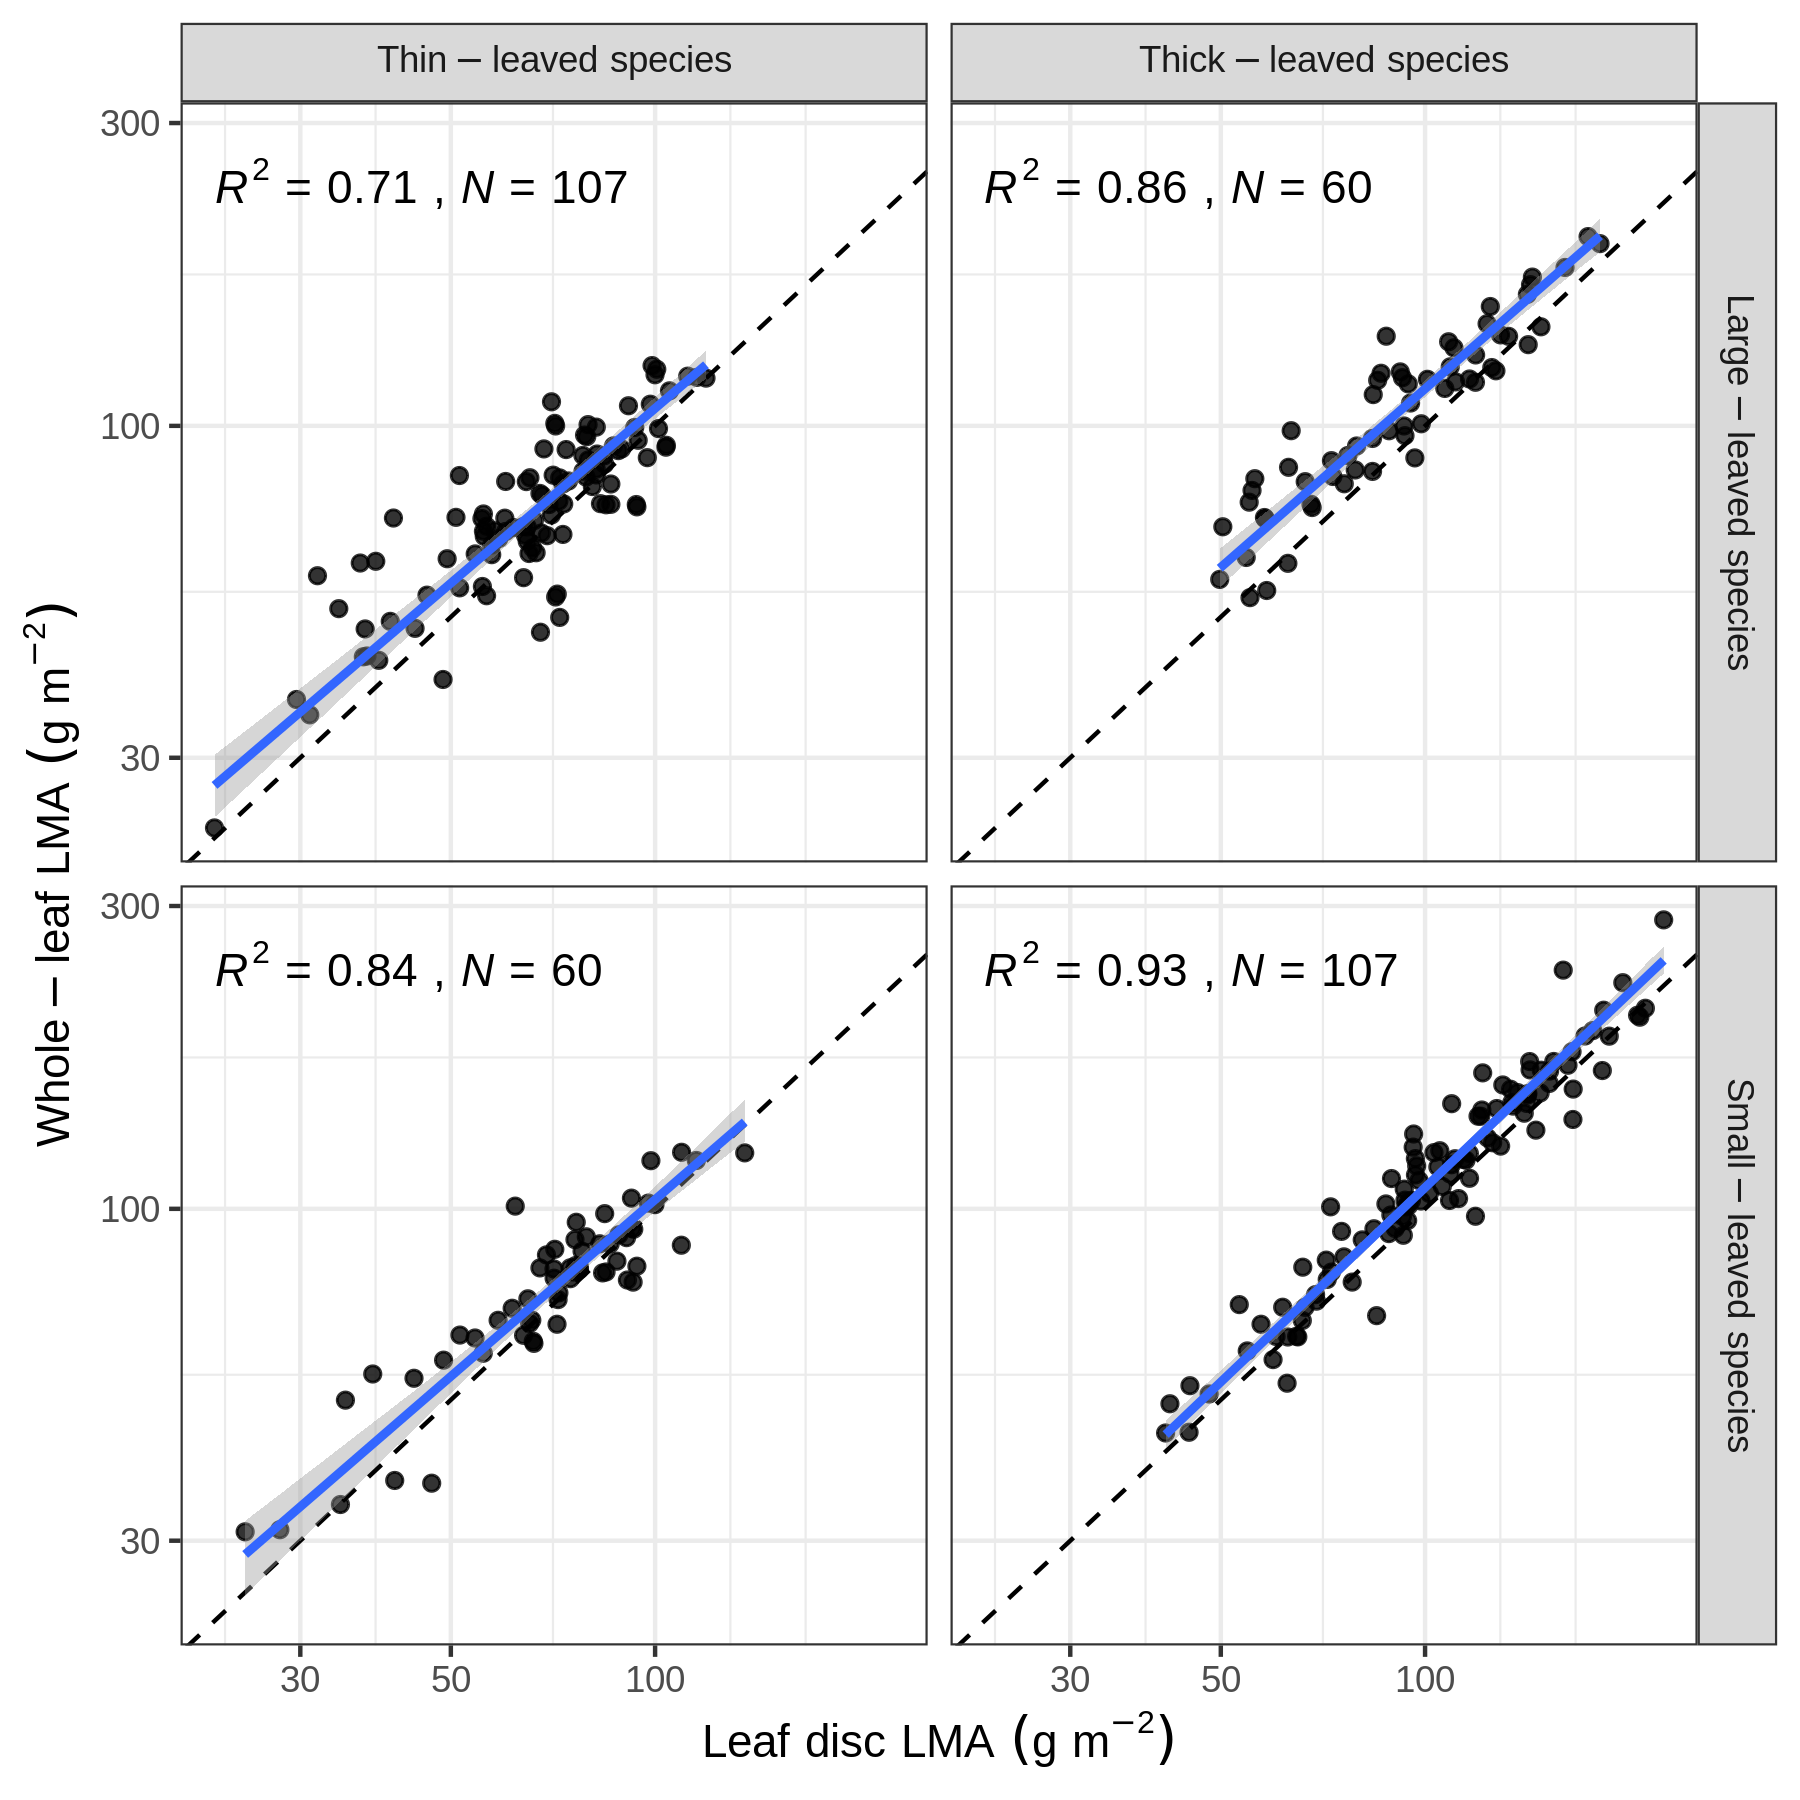 Thin – leaved species
Thick – leaved species
300
100
30
R² = 0.71 , N = 107
R² = 0.86 , N = 60
Large – leaved species
300
100
30
R² = 0.84 , N = 60
R² = 0.93 , N = 107
Small – leaved species
30 50 100
30 50 100
Whole – leaf LMA (g m⁻²)
Leaf disc LMA (g m⁻²)